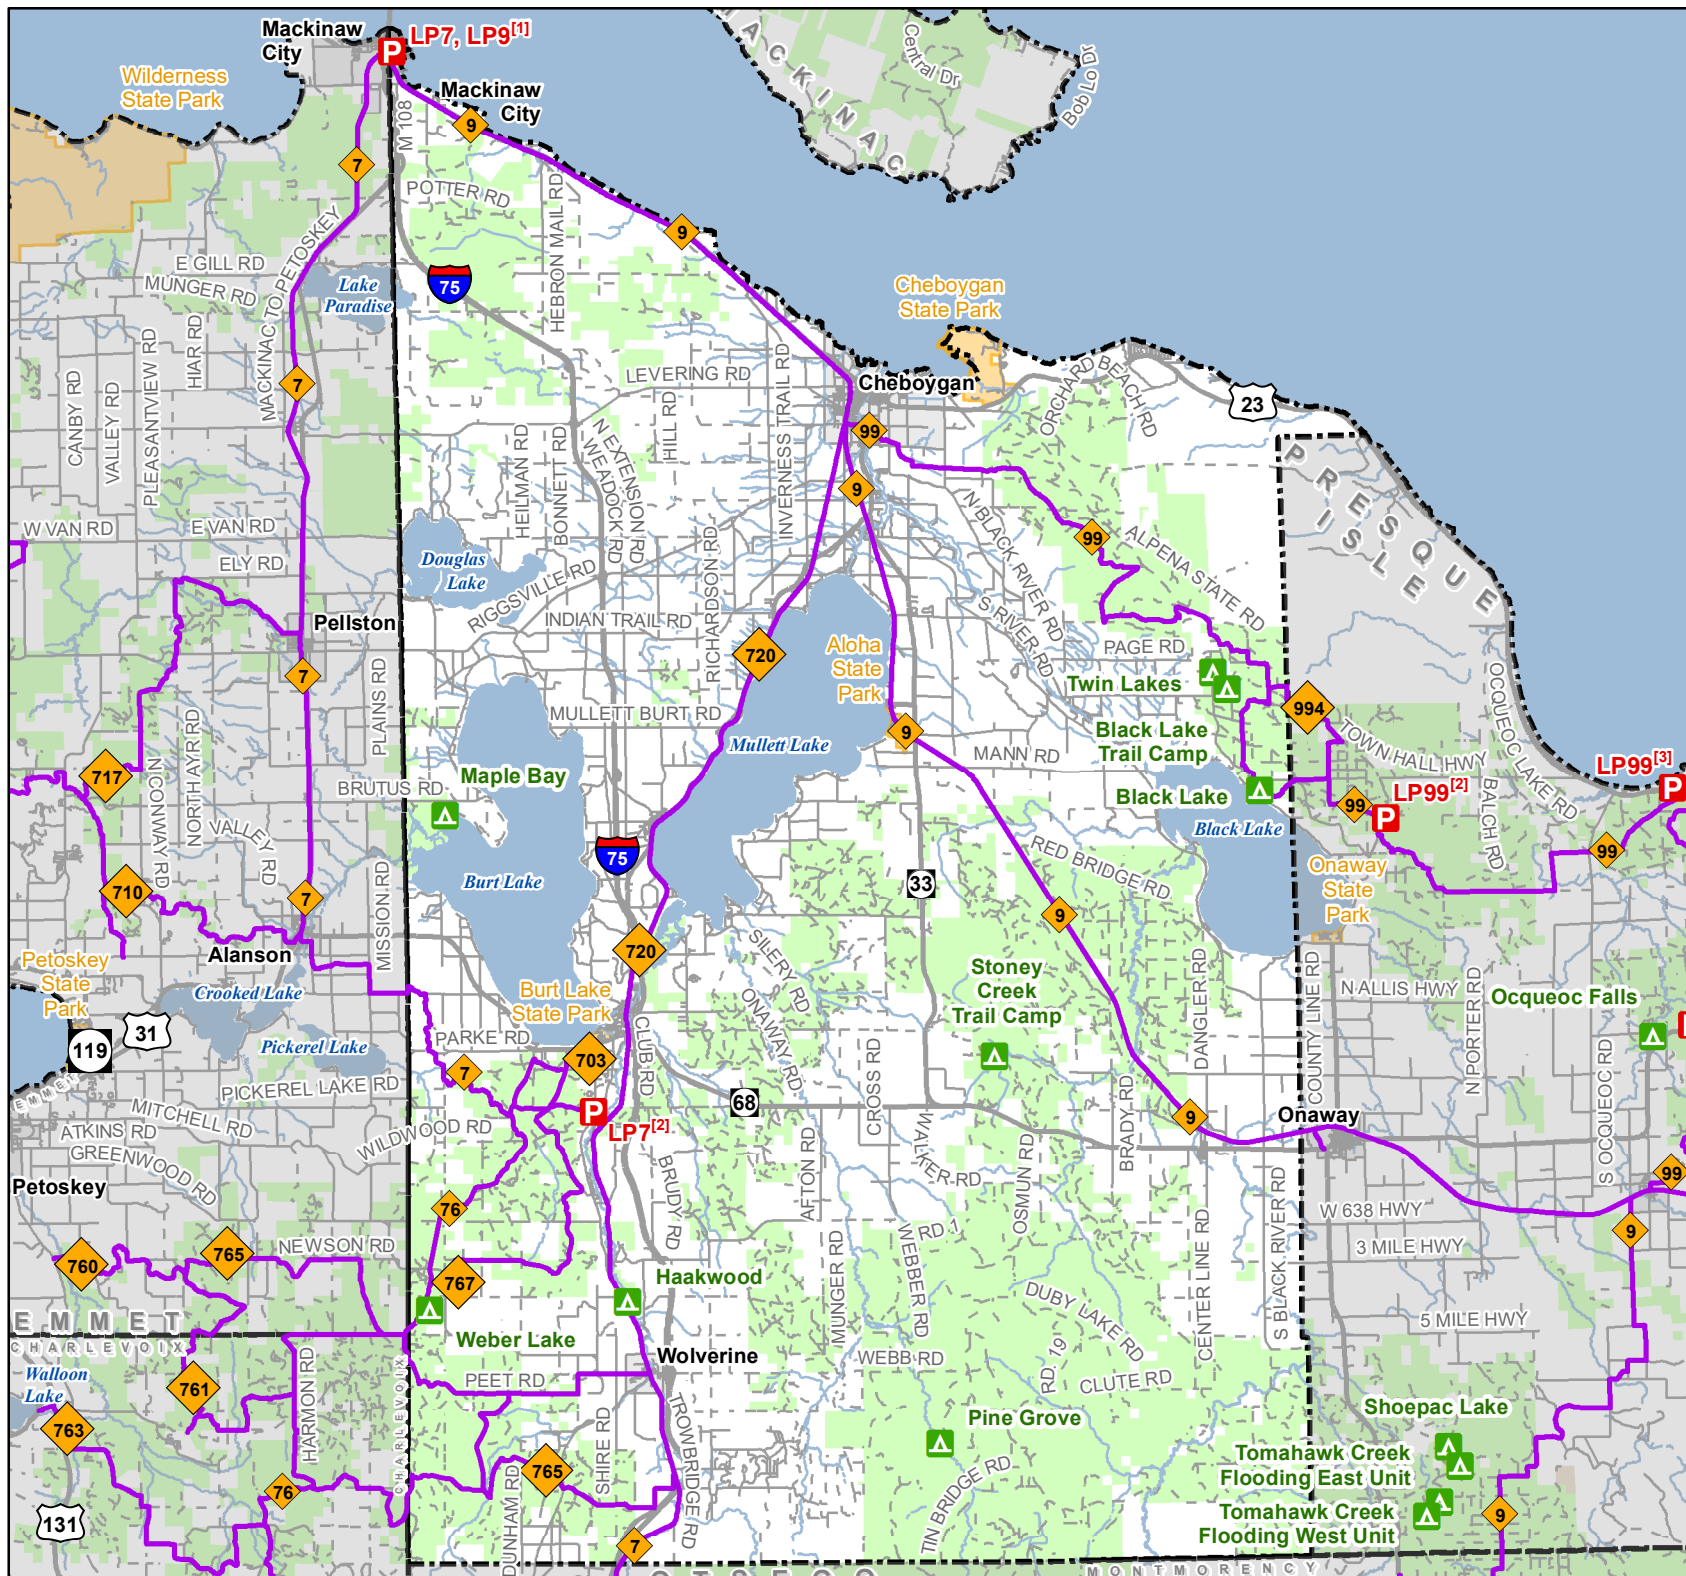 Mackinaw
City
LP7, LP9[1]
Wilderness
State Park
Mackinaw
City
9
M 108
7
POTTER RD
MACKINAC
Central Dr
Bob Lo Dr
HEBRON MAIL RD
9
E GILL RD
MUNGER RD
MACKINAC TO PETOSKEY
Lake
Paradise
75
Cheboygan
State Park
CANBY RD
VALLEY RD
PLEASANTVIEW RD
HIAR RD
7
LEVERING RD
HILL RD
INVERNESS TRAIL RD
Cheboygan
ORCHARD BEACH RD
23
99
HEILMAN RD
BONNETT RD
N EXTENSION RD
WEADOCK RD
9
N BLACK RIVER RD
99
ALPENA STATE RD
PRESQUE
ISLE
W VAN RD
E VAN RD
ELY RD
Douglas
Lake
RIGGSVILLE RD
INDIAN TRAIL RD
RICHARDSON RD
S RIVER RD
Pellston
720
Aloha
State
Park
PAGE RD
Twin Lakes
7
PLAINS RD
NORTH AYR RD
N CONWAY RD
717
MULLETT BURT RD
Mullett Lake
9
MANN RD
Black Lake
Trail Camp
994
TOWN HALL HWY
OCQUEOC LAKE RD
BALCH RD
LP99[3]
BRUTUS RD
Maple Bay
Black Lake
99
LP99[2]
Black Lake
VALLEY RD
75
RED BRIDGE RD
99
710
7
MISSION RD
Burt Lake
33
9
Onaway
State
Park
Alanson
Petoskey
State
Park
Crooked Lake
720
SILERY RD
ONAWAY RD
Stoney
Creek
Trail Camp
DANGLER RD
COUNTY LINE RD
N ALLIS HWY
N PORTER RD
Ocqueoc Falls
31
119
Pickerel Lake
Burt Lake
State Park
PARKE RD
703
CLUB RD
EMMET
PICKEREL LAKE RD
7
68
CROSS RD
9
Onaway
S OCQUEOC RD
MITCHELL RD
ATKINS RD
GREENWOOD RD
WILDWOOD RD
LP7[2]
AFTON RD
WALKER-RD
OSMUN RD
BRADY RD
99
Petoskey
76
BRUDY RD
RD 1
WEBBER RD
CENTER LINE RD
S BLACK RIVER RD
W 638 HWY
9
3 MILE HWY
760
765
NEWSON RD
767
Haakwood
MUNGER RD
DUBY LAKE RD
5 MILE HWY
EMMET
CHARLEVOIX
Weber Lake
Wolverine
WEBB RD
RD. 19
CLUTE RD
Walloon
Lake
761
HARMON RD
CHARLEVOIX
PEET RD
TROWBRIDGE RD
SHIRE RD
Pine Grove
Shoepac Lake
763
Tomahawk Creek
Flooding East Unit
76
DUNHAM RD
765
TIN BRIDGE RD
Tomahawk Creek
Flooding West Unit
9
131
7
OTSEGO
MONTMORENCY